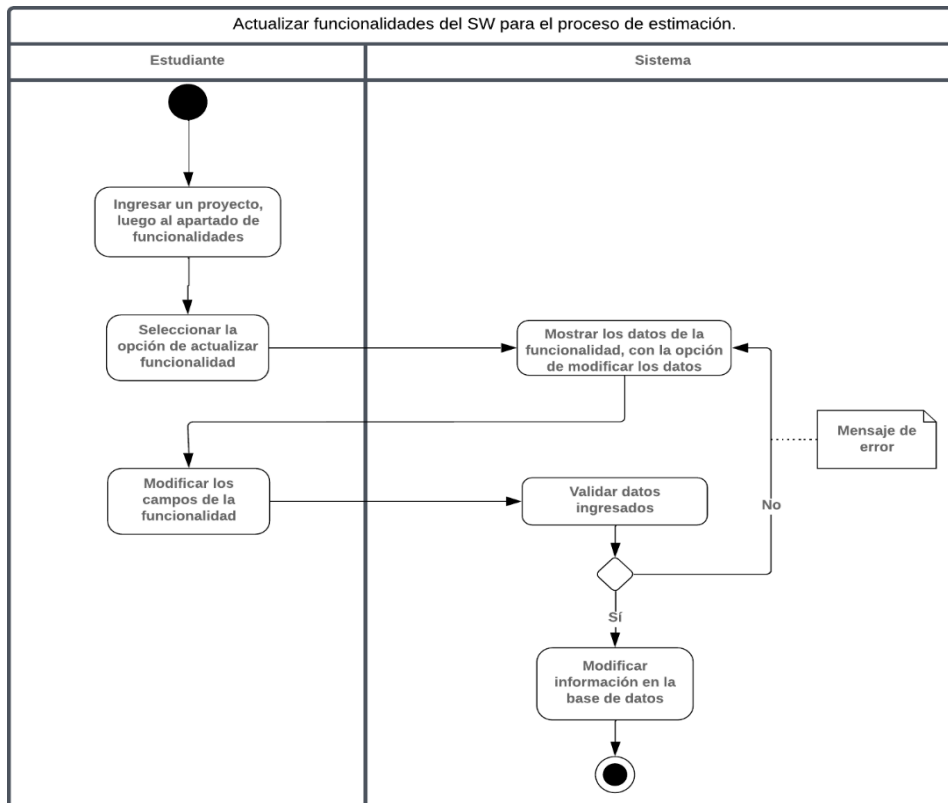 Actualizar funcionalidades del SW para el proceso de estimación.
Estudiante
Sistema
Ingresar un proyecto,
luego al apartado de
funcionalidades
Seleccionar la
opción de actualizar
funcionalidad
Mostrar los datos de la
funcionalidad, con la opción
de modificar los datos
Mensaje de
error
Modificar los
campos de la
funcionalidad
Validar datos
ingresados
No
Sí
Modificar
información en la
base de datos